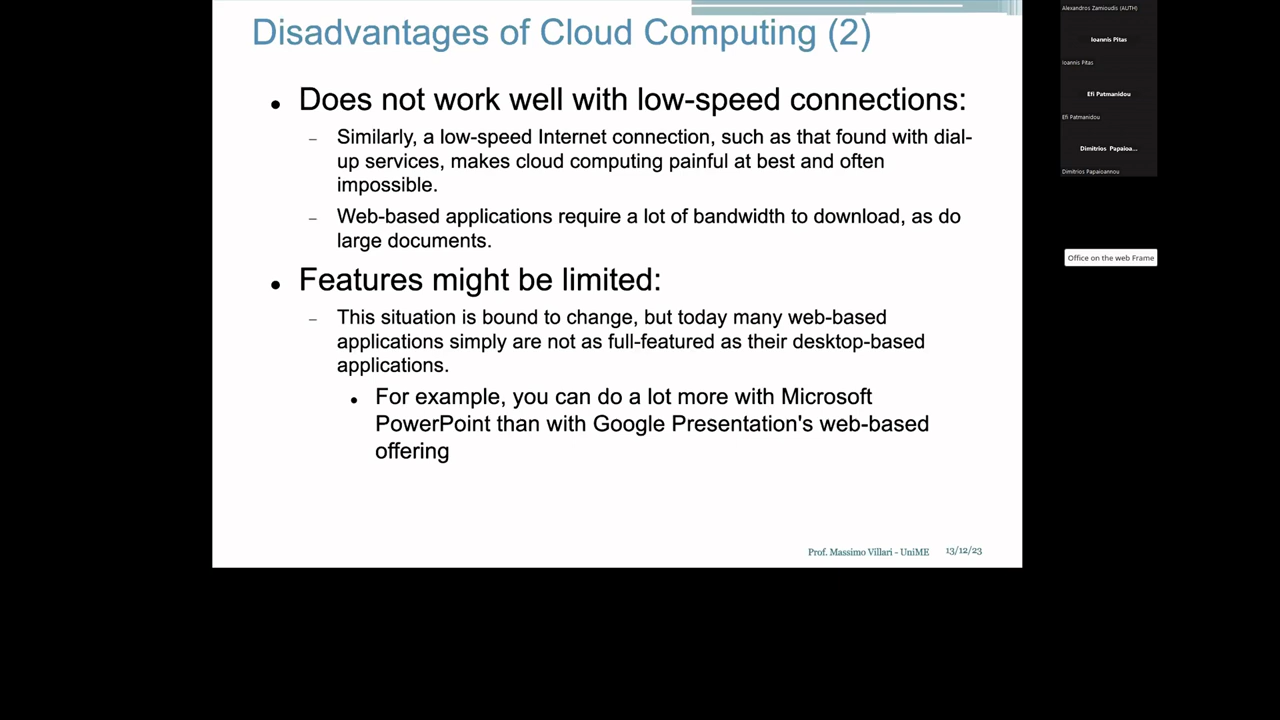 Disadvantages of Cloud Computing (2)
• Does not work well with low-speed connections:
– Similarly, a low-speed Internet connection, such as that found with dial-
up services, makes cloud computing painful at best and often
impossible.
– Web-based applications require a lot of bandwidth to download, as do
large documents.
• Features might be limited:
– This situation is bound to change, but today many web-based
applications simply are not as full-featured as their desktop-based
applications.
• For example, you can do a lot more with Microsoft
PowerPoint than with Google Presentation's web-based
offering
Prof. Massimo Villari - UniME 13/12/23
Alexandros Zamioudis (AUTH)
Ioannis Pitas
Ioannis Pitas
Efi Patmanidou
Efi Patmanidou
Dimitrios Papaioa...
Dimitrios Papaioannou
Office on the web Frame